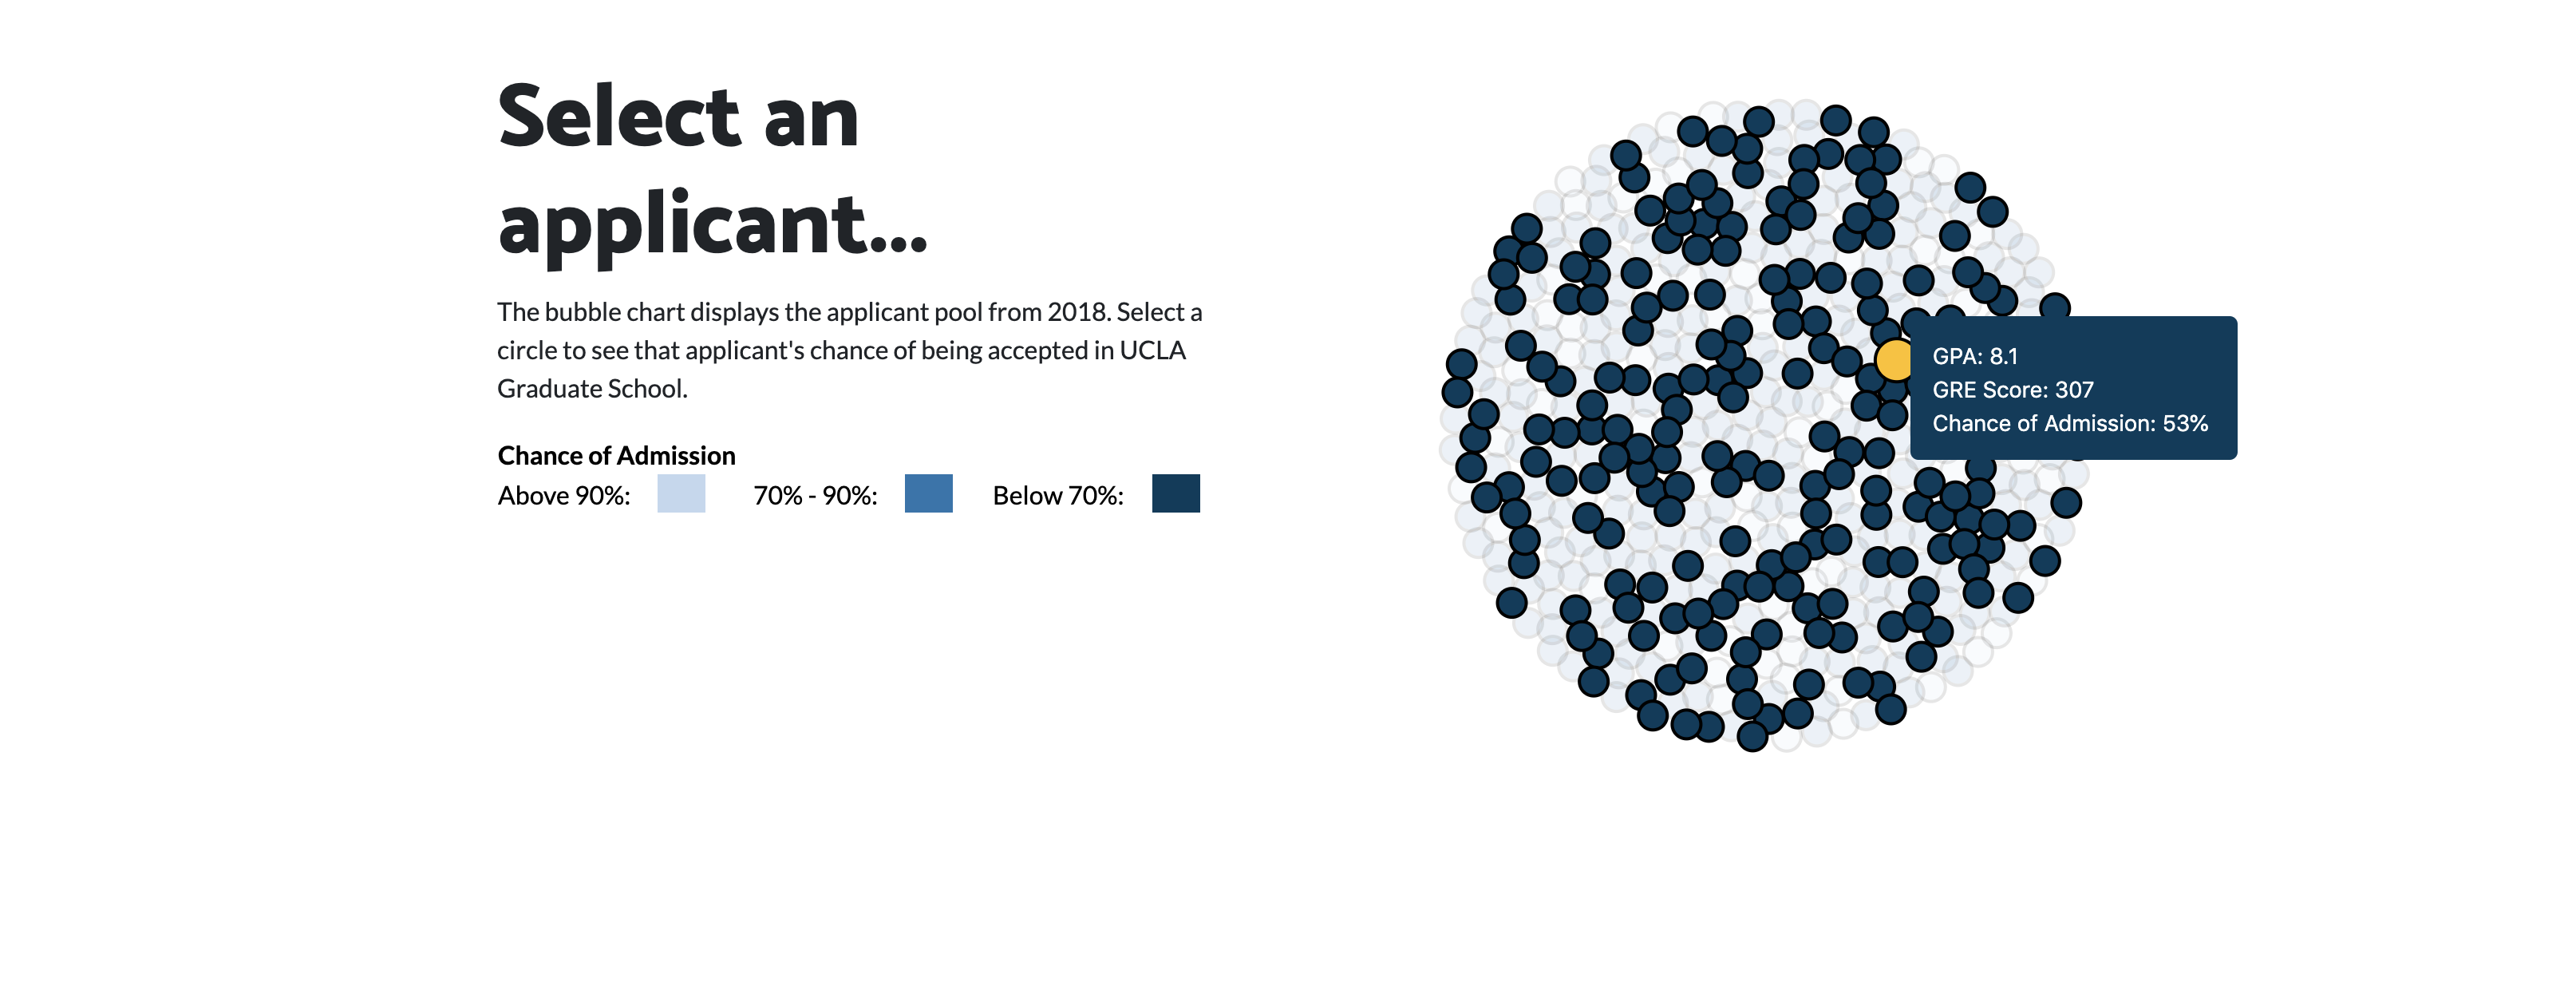 Select an
applicant...
The bubble chart displays the applicant pool from 2018. Select a
circle to see that applicant's chance of being accepted in UCLA
Graduate School.
Chance of Admission
Above 90%: 70% - 90%: Below 70%:
GPA: 8.1
GRE Score: 307
Chance of Admission: 53%